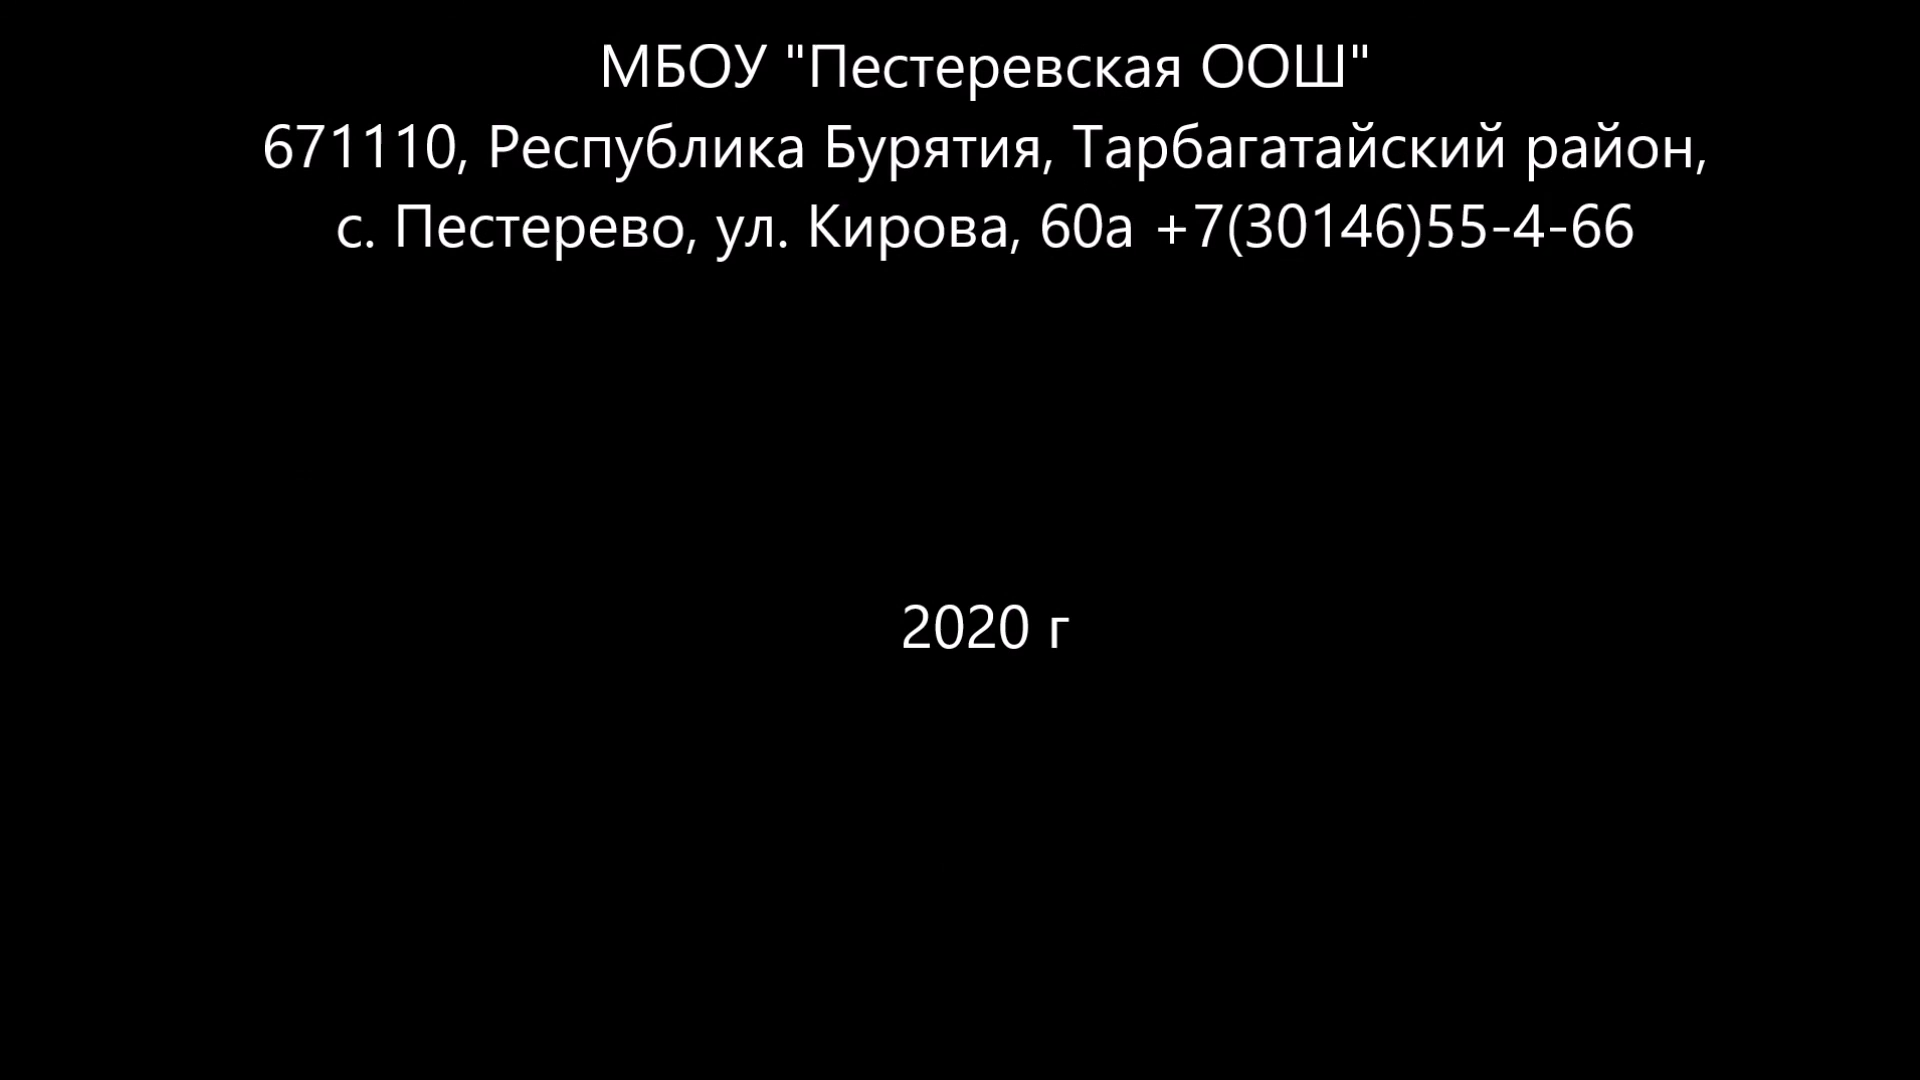 МБОУ "Пестеревская ООШ"
671110, Республика Бурятия, Тарбагатайский район,
с. Пестерево, ул. Кирова, 60а +7(30146)55-4-66
2020 г